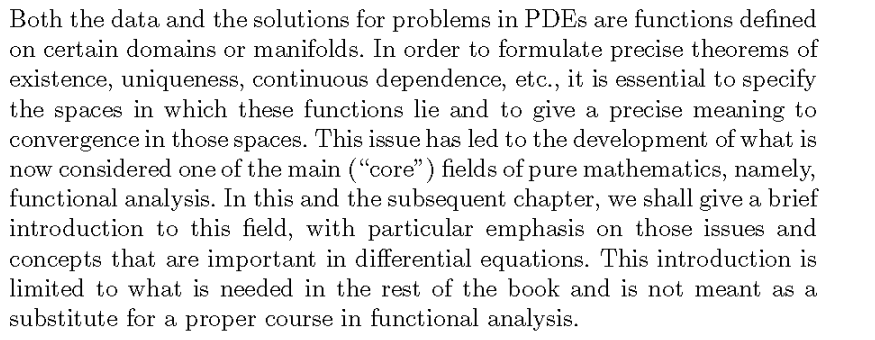 Both the data and the solutions for problems in PDEs are functions defined
on certain domains or manifolds. In order to formulate precise theorems of
existence, uniqueness, continuous dependence, etc., it is essential to specify
the spaces in which these functions lie and to give a precise meaning to
convergence in those spaces. This issue has led to the development of what is
now considered one of the main (“core”) fields of pure mathematics, namely,
functional analysis. In this and the subsequent chapter, we shall give a brief
introduction to this field, with particular emphasis on those issues and
concepts that are important in differential equations. This introduction is
limited to what is needed in the rest of the book and is not meant as a
substitute for a proper course in functional analysis.